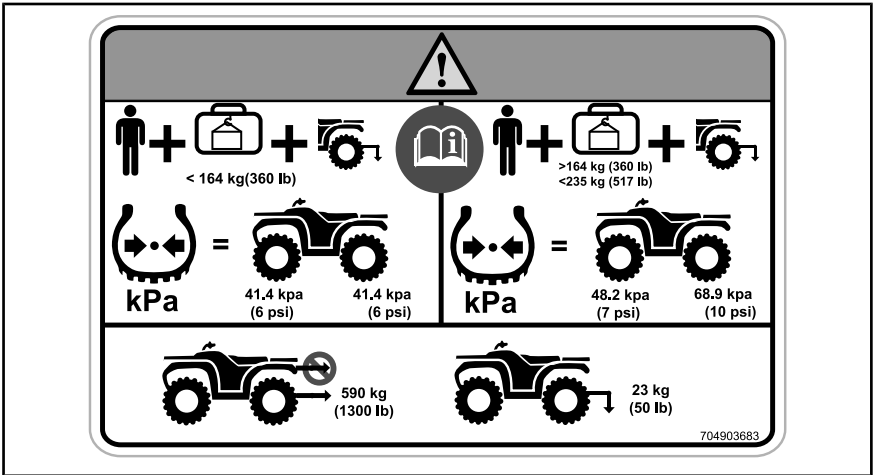 !
i
< 164 kg(360 lb)
kPa
=
41.4 kpa
(6 psi)
41.4 kpa
(6 psi)
>164 kg (360 lb)
<235 kg (517 lb)
kPa
=
48.2 kpa
(7 psi)
68.9 kpa
(10 psi)
590 kg
(1300 lb)
23 kg
(50 lb)
704903683